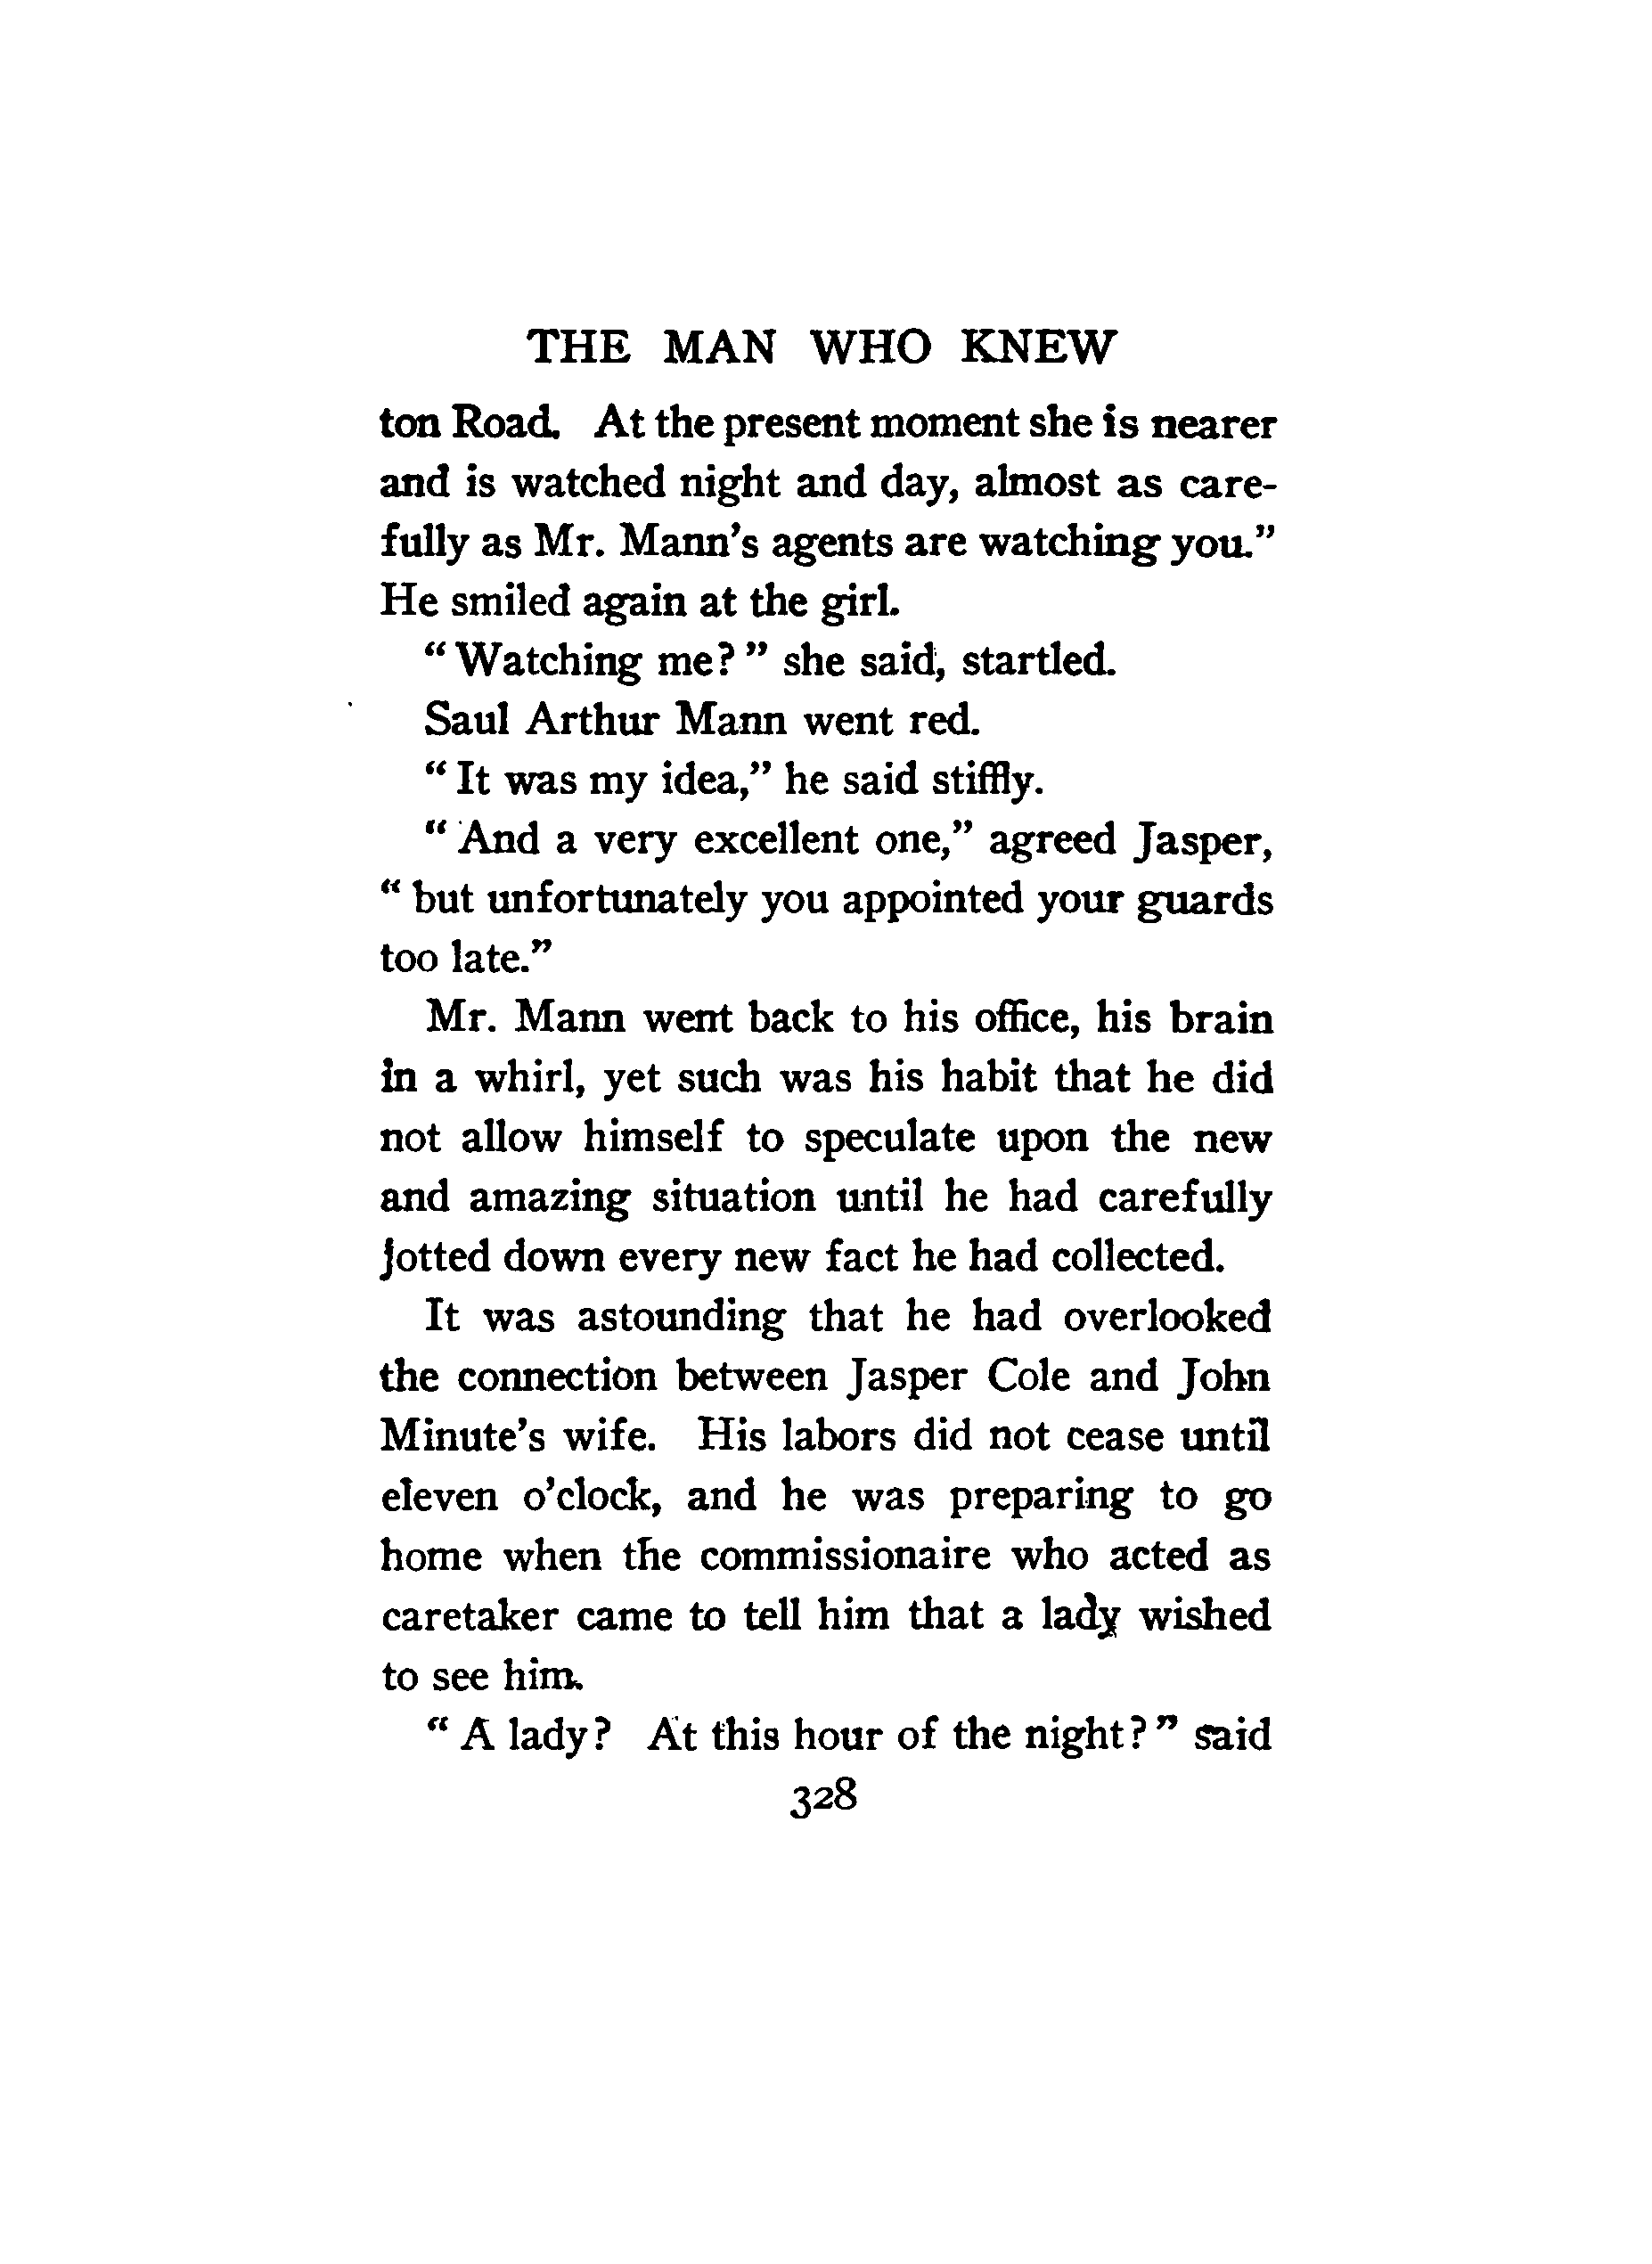 THE MAN WHO KNEW
ton Road. At the present moment she is nearer
and is watched night and day, almost as care-
fully as Mr. Mann's agents are watching you."
He smiled again at the girl.
"Watching me?" she said, startled.
Saul Arthur Mann went red.
"It was my idea," he said stiffly.
"And a very excellent one," agreed Jasper,
"but unfortunately you appointed your guards
too late."
Mr. Mann went back to his office, his brain
in a whirl, yet such was his habit that he did
not allow himself to speculate upon the new
and amazing situation until he had carefully
jotted down every new fact he had collected.
It was astounding that he had overlooked
the connection between Jasper Cole and John
Minute's wife. His labors did not cease until
eleven o'clock, and he was preparing to go
home when the commissionaire who acted as
caretaker came to tell him that a lady wished
to see him.
"A lady? At this hour of the night?" said
328